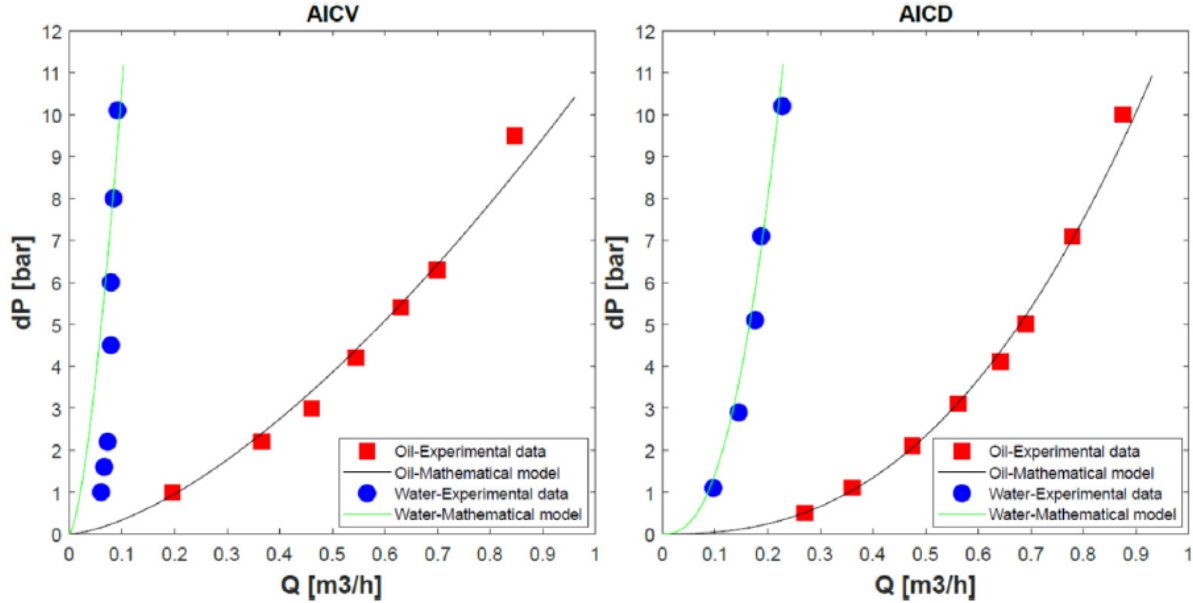 AICV
12
11
10
9
8
7
6
5
4
3
2
1
0
dP [bar]
Oil-Experimental data
Oil-Mathematical model
Water-Experimental data
Water-Mathematical model
0 0.1 0.2 0.3 0.4 0.5 0.6 0.7 0.8 0.9 1
Q [m3/h]
AICD
12
11
10
9
8
7
6
5
4
3
2
1
0
dP [bar]
Oil-Experimental data
Oil-Mathematical model
Water-Experimental data
Water-Mathematical model
0 0.1 0.2 0.3 0.4 0.5 0.6 0.7 0.8 0.9 1
Q [m3/h]